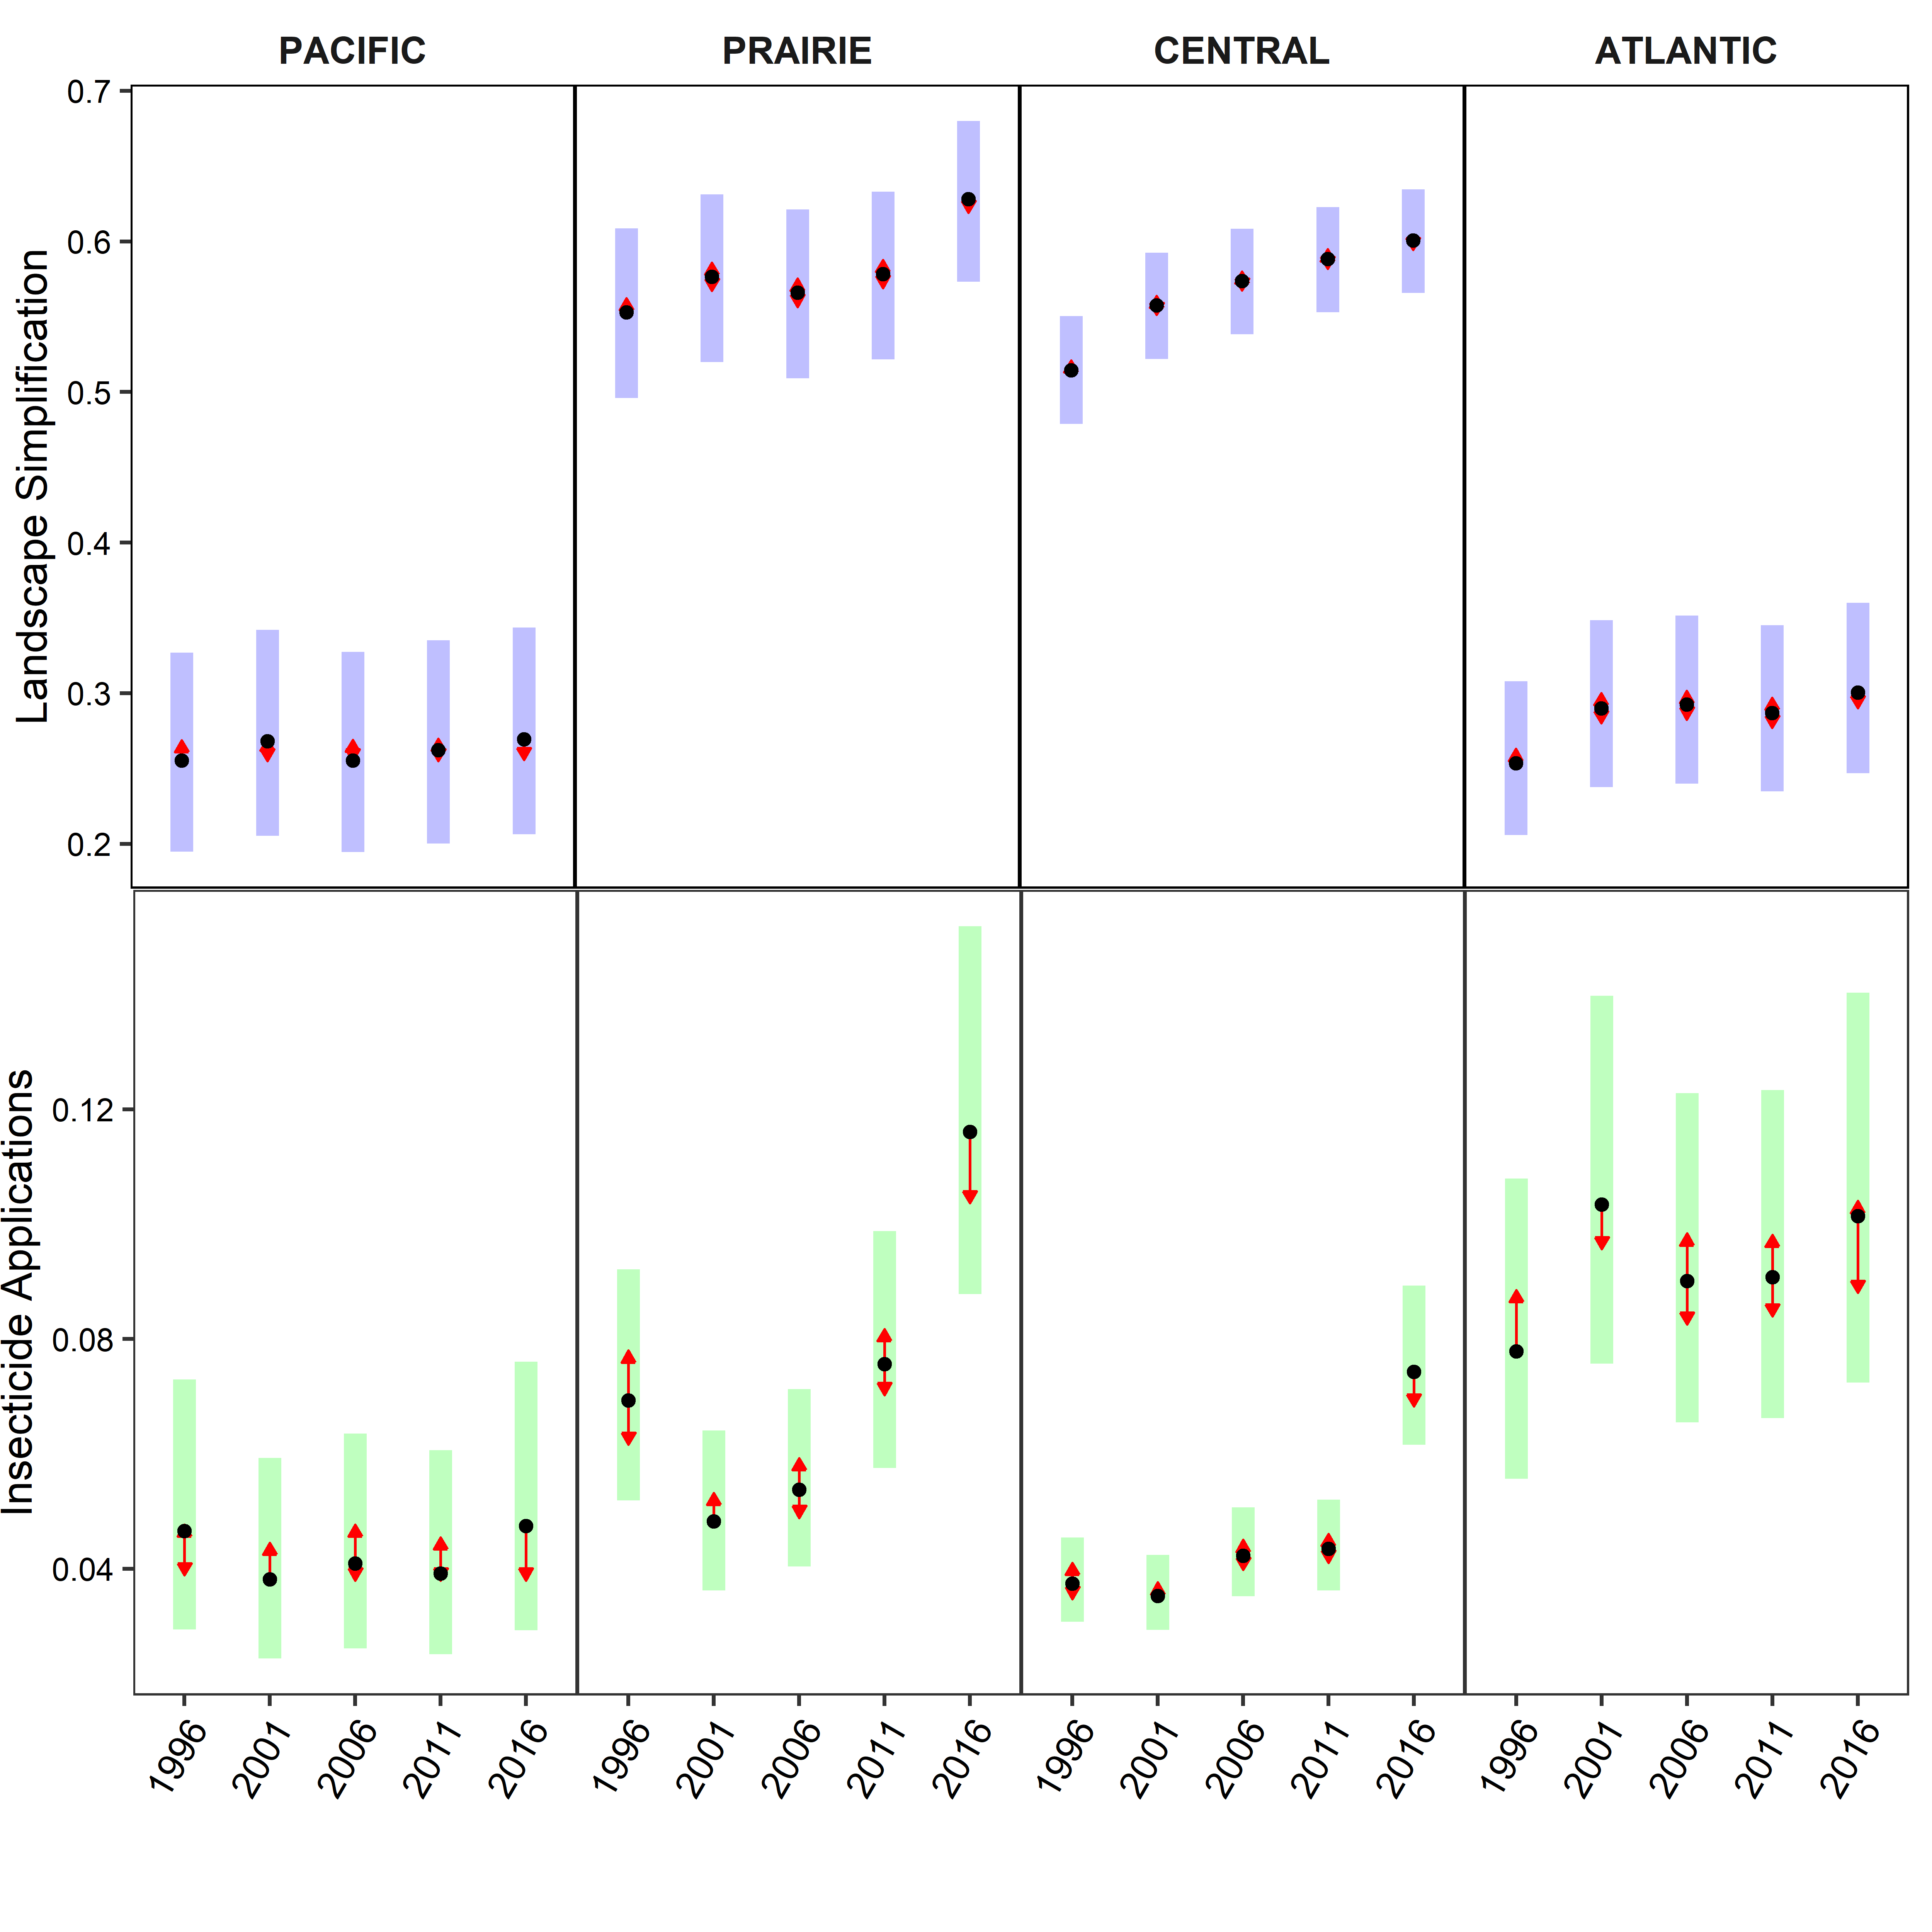 PACIFIC PRAIRIE CENTRAL ATLANTIC
Landscape Simplification
0.7
0.6
0.5
0.4
0.3
0.2
Insecticide Applications
0.12
0.08
0.04
1996 2001 2006 2011 2016 1996 2001 2006 2011 2016 1996 2001 2006 2011 2016 1996 2001 2006 2011 2016